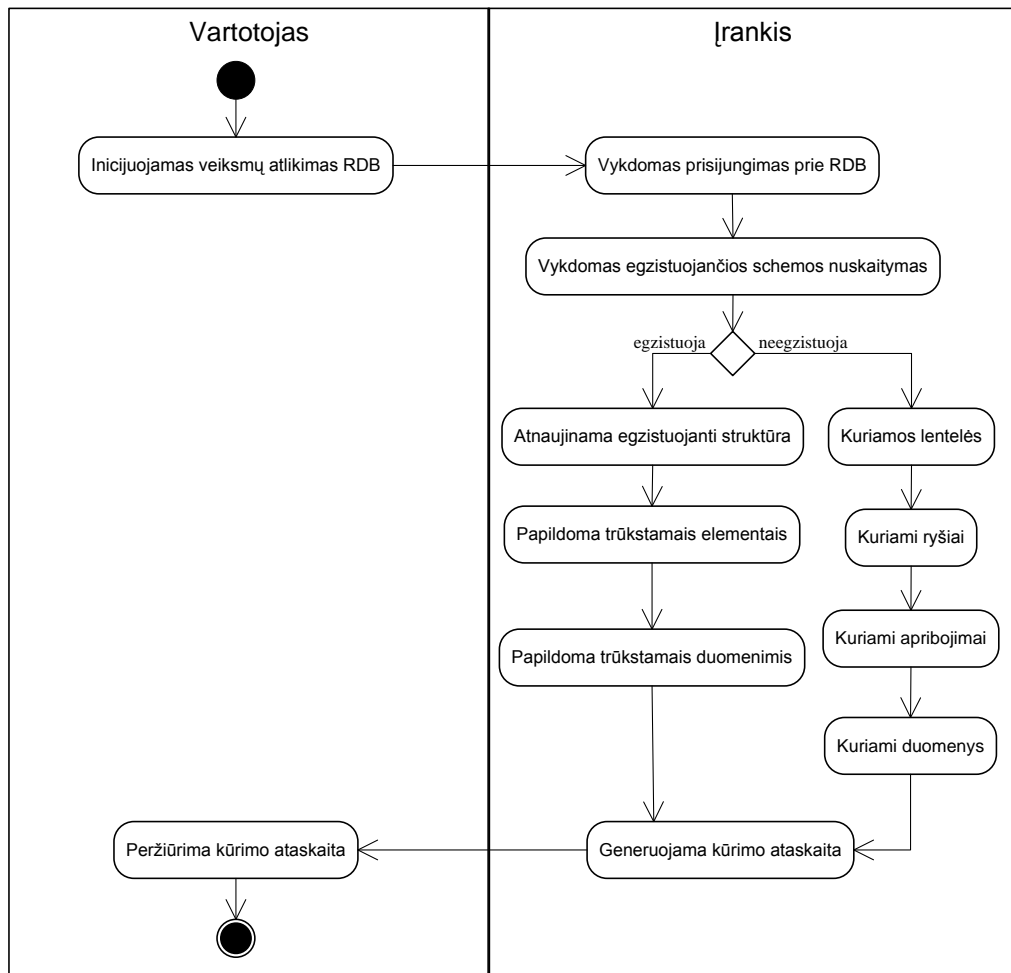 Vartotojas
Įrankis
Inicijuojamas veiksmų atlikimas RDB
Vykdomas prisijungimas prie RDB
Vykdomas egzistuojančios schemos nuskaitymas
egzistuoja
neegzistuoja
Atnaujinama egzistuojanti struktūra
Kuriamos lentelės
Papildoma trūkstamais elementais
Kuriami ryšiai
Papildoma trūkstamais duomenimis
Kuriami apribojimai
Kuriami duomenys
Peržiūrima kūrimo ataskaita
Generuojama kūrimo ataskaita